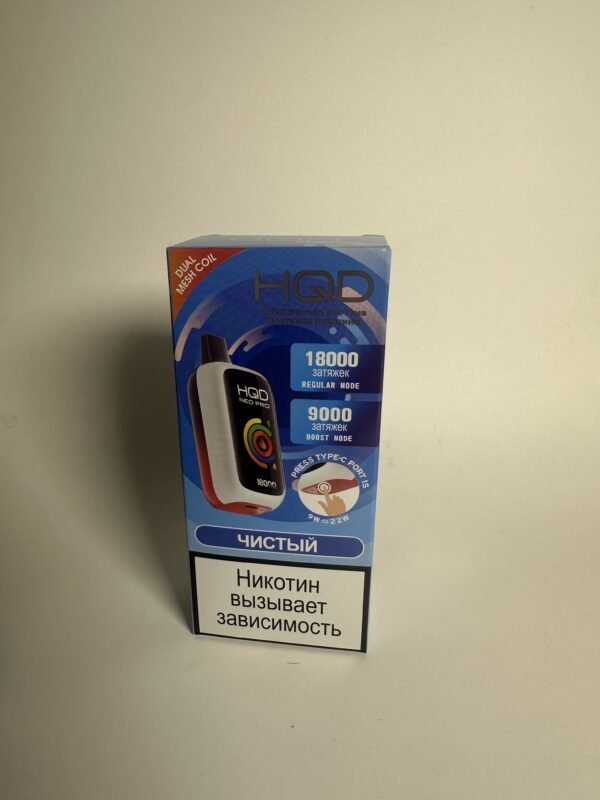 DUAL
MESH COIL
HQD
18000
затяжек
REGULAR MODE
9000
затяжек
BOOST MODE
HQD
NEO PRO
18000
PRESS TYPE-C PORT 1S
9W 22W
ЧИСТЫЙ
Никотин
вызывает
зависимость